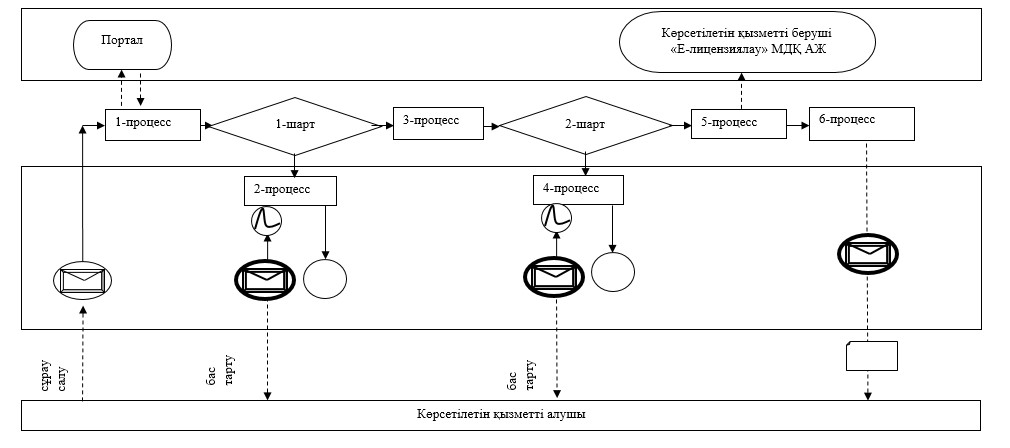 Портал
Көрсетілетін қызметті беруші
«Е-лицензиялау» МДҚ АЖ
1-процесс
1-шарт
3-процесс
2-шарт
5-процесс
6-процесс
2-процесс
4-процесс
сұрау
салу
бас
тарту
бас
тарту
Көрсетілетін қызметті алушы